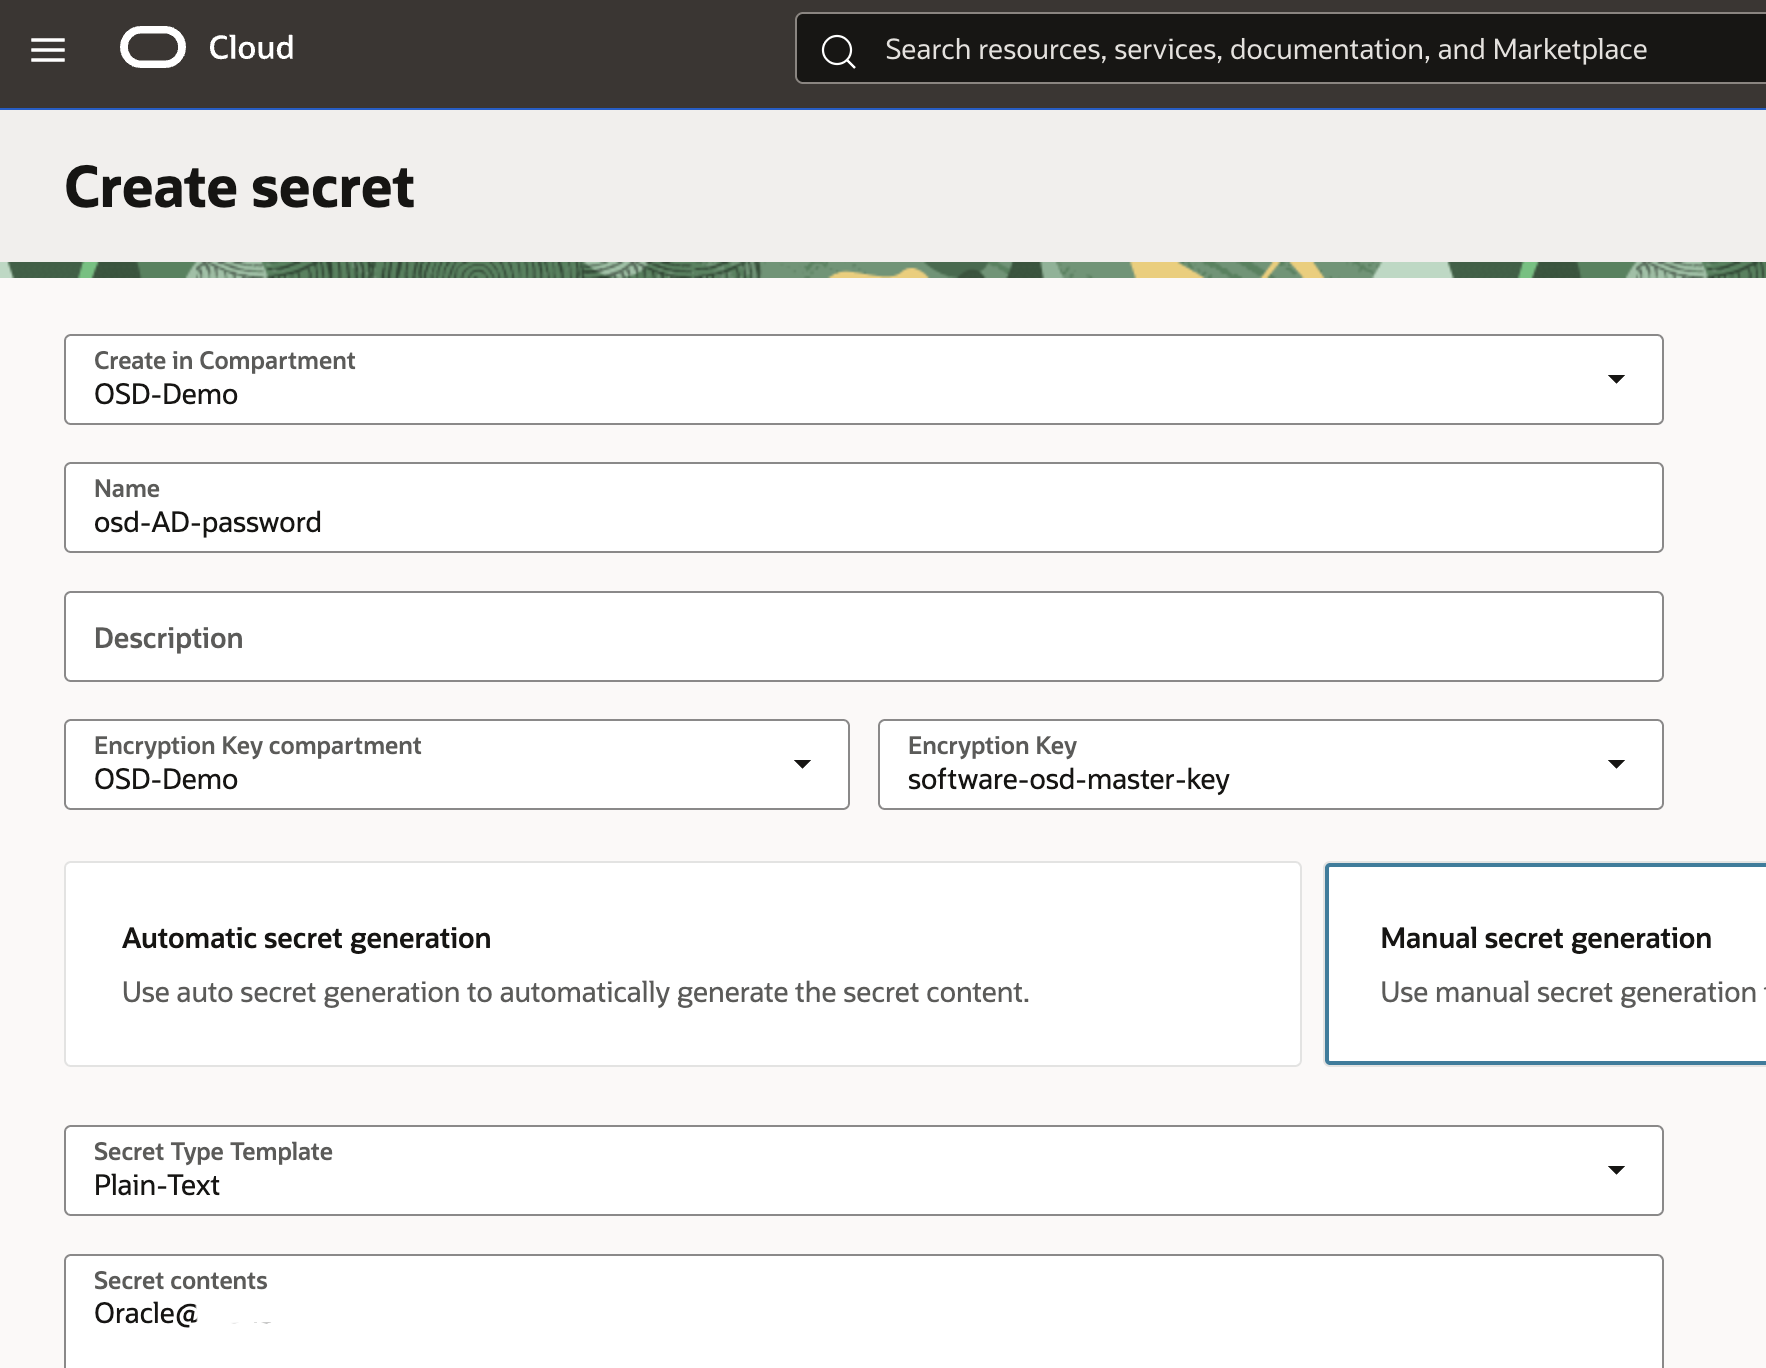 Cloud
Search resources, services, documentation, and Marketplace
Create secret
Create in Compartment
OSD-Demo
Name
osd-AD-password
Description
Encryption Key compartment
OSD-Demo
Encryption Key
software-osd-master-key
Automatic secret generation
Use auto secret generation to automatically generate the secret content.
Manual secret generation
Use manual secret generation
Secret Type Template
Plain-Text
Secret contents
Oracle@